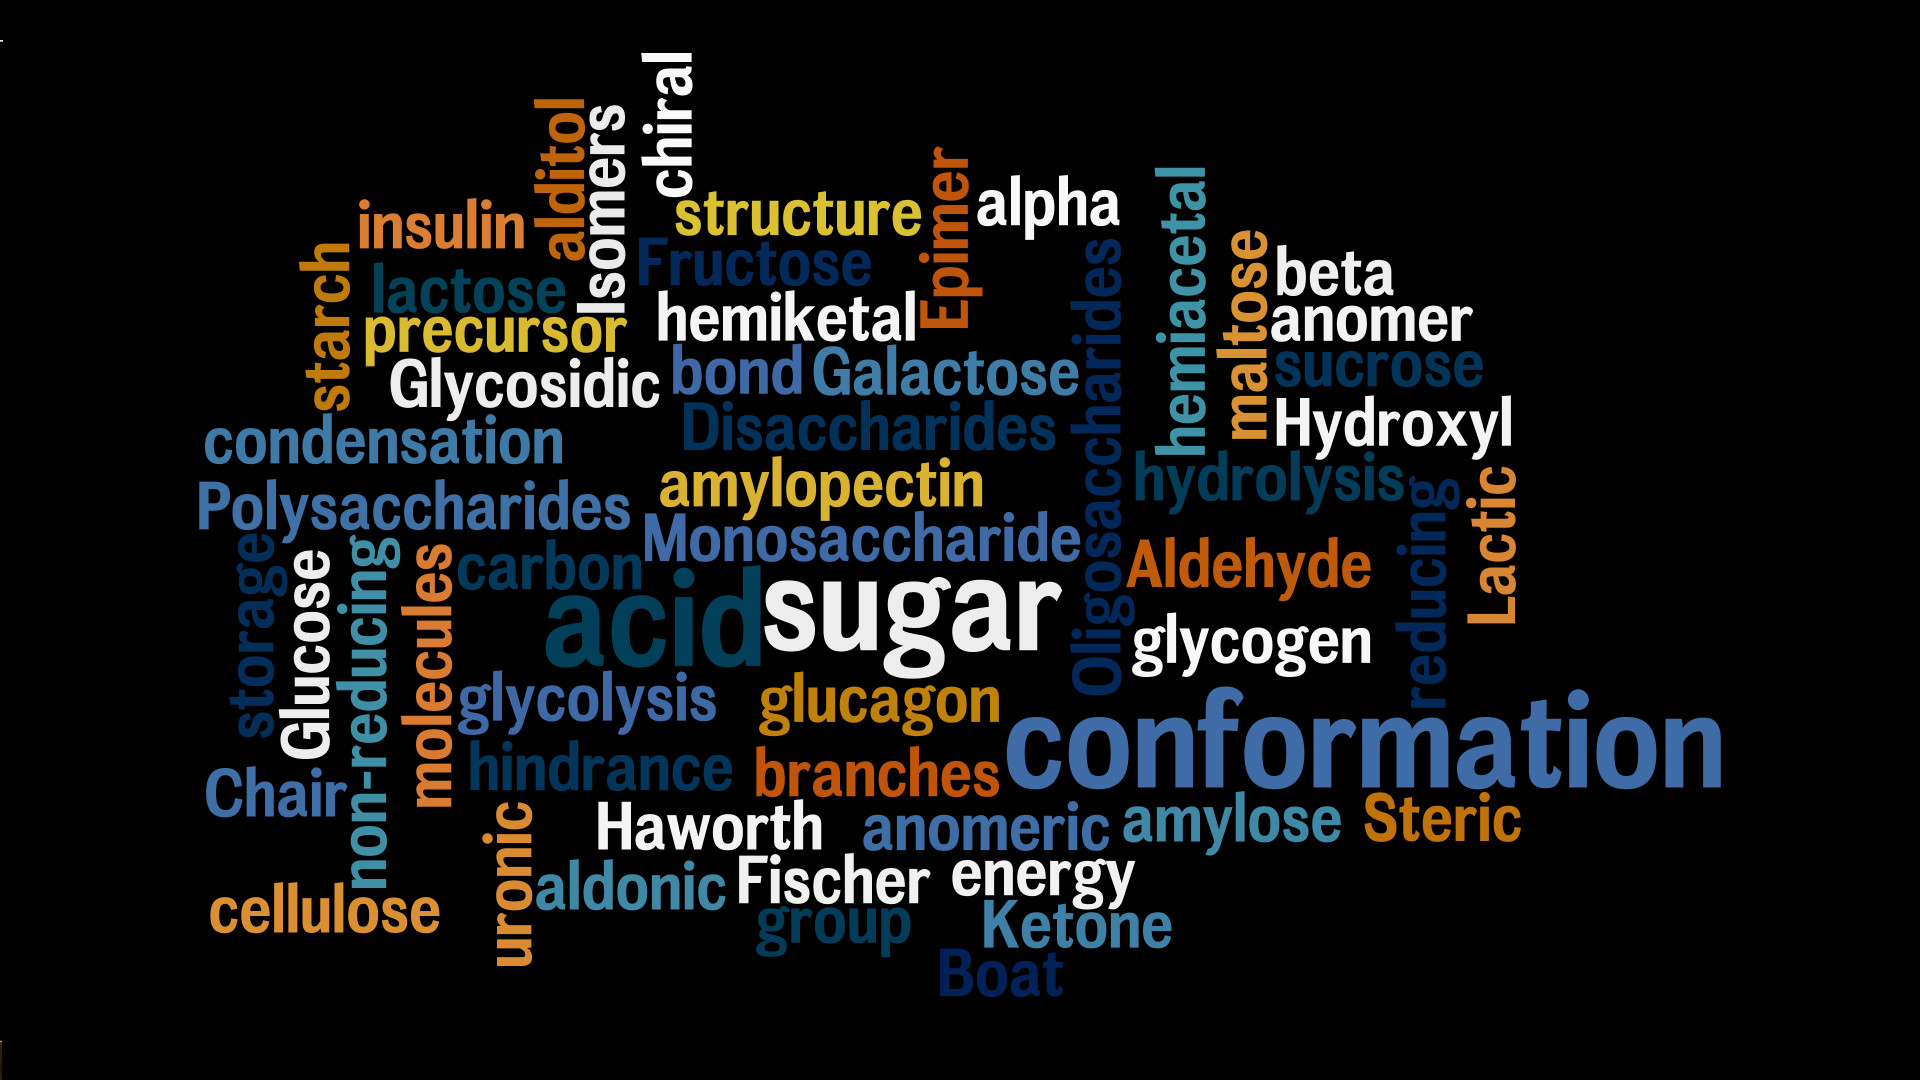 chiral
alditol
Isomers
insulin
structure
Epimer
alpha
hemiacetal
starch
lactose
Fructose
Oligosaccharides
maltose
beta
precursor
hemiketal
anomer
Glycosidic
bond
Galactose
sucrose
condensation
Disaccharides
Hydroxyl
Polysaccharides
amylopectin
hydrolysis
reducing
Lactic
storage
Glucose
non-reducing
molecules
carbon
Monosaccharide
Aldehyde
acid
sugar
glycogen
glycolysis
glucagon
conformation
Chair
hindrance
branches
uronic
Haworth
anomeric
amylose
Steric
cellulose
aldonic
Fischer
energy
group
Ketone
Boat